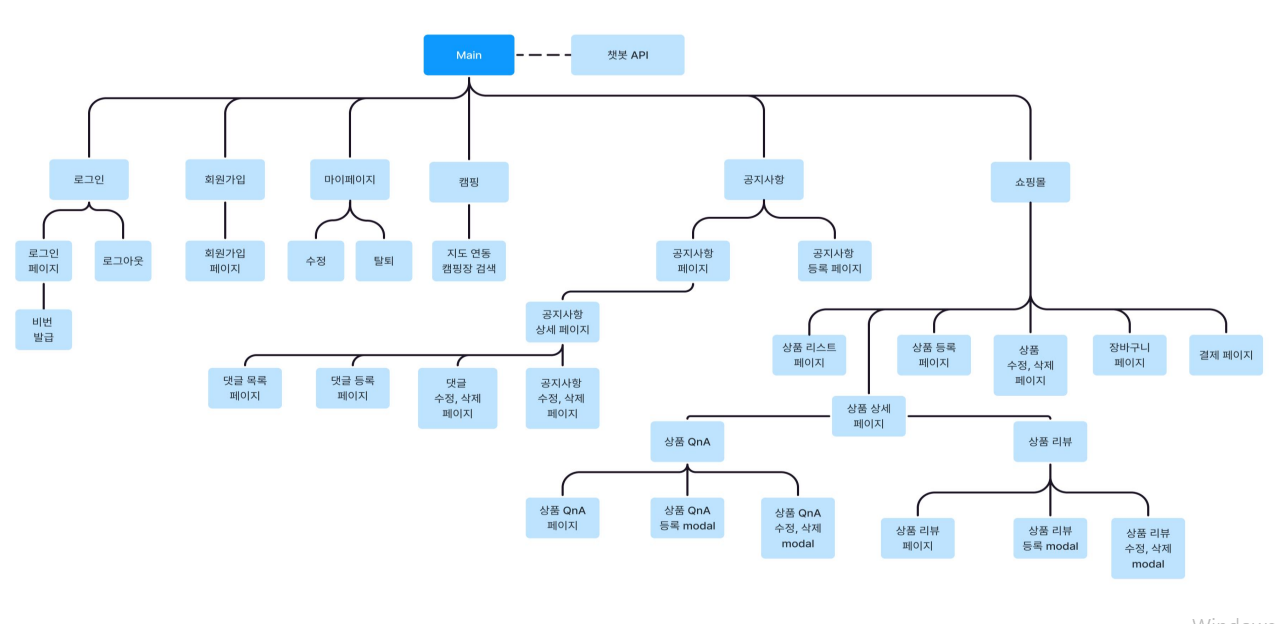 Main
챗봇 API
로그인
회원가입
마이페이지
캠핑
공지사항
쇼핑몰
로그인
페이지
로그아웃
회원가입
페이지
수정
탈퇴
지도 연동
캠핑장 검색
공지사항
페이지
공지사항
등록 페이지
비번
발급
공지사항
상세 페이지
상품 리스트
페이지
상품 등록
페이지
상품
수정, 삭제
페이지
장바구니
페이지
결제 페이지
댓글 목록
페이지
댓글 등록
페이지
댓글
수정, 삭제
페이지
공지사항
수정, 삭제
페이지
상품 상세
페이지
상품 QnA
상품 리뷰
상품 QnA
페이지
상품 QnA
등록 modal
상품 QnA
수정, 삭제
modal
상품 리뷰
페이지
상품 리뷰
등록 modal
상품 리뷰
수정, 삭제
modal
Windows